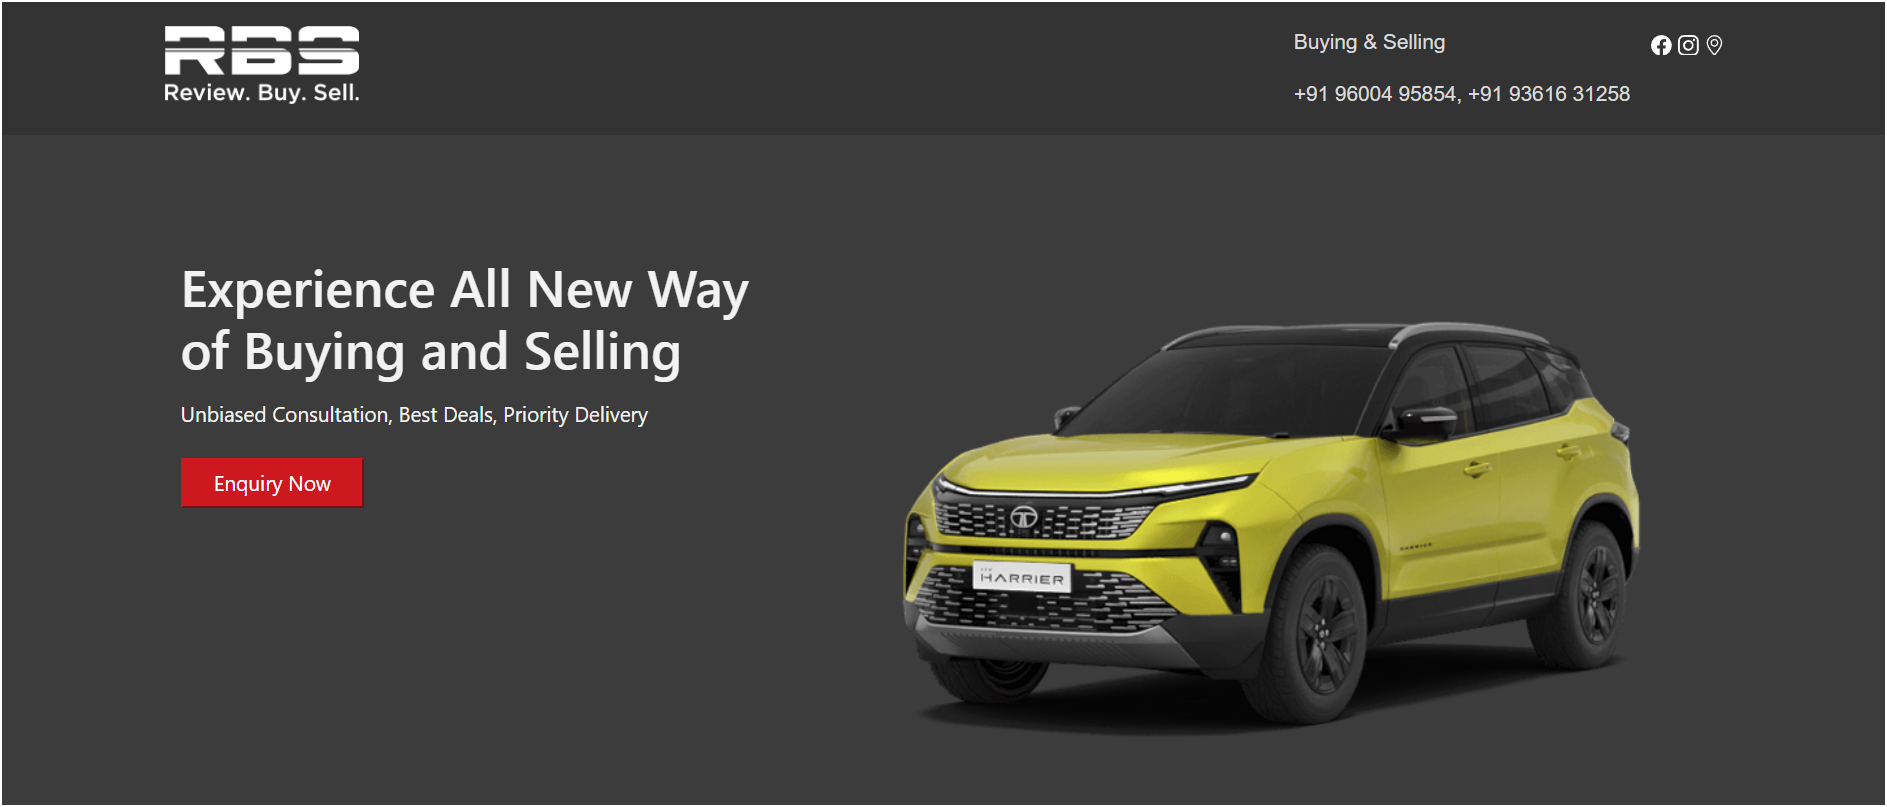 RBS
Review. Buy. Sell.
Buying & Selling
+91 96004 95854, +91 93616 31258
Experience All New Way
of Buying and Selling
Unbiased Consultation, Best Deals, Priority Delivery
Enquiry Now
HARRIER
HARRIER